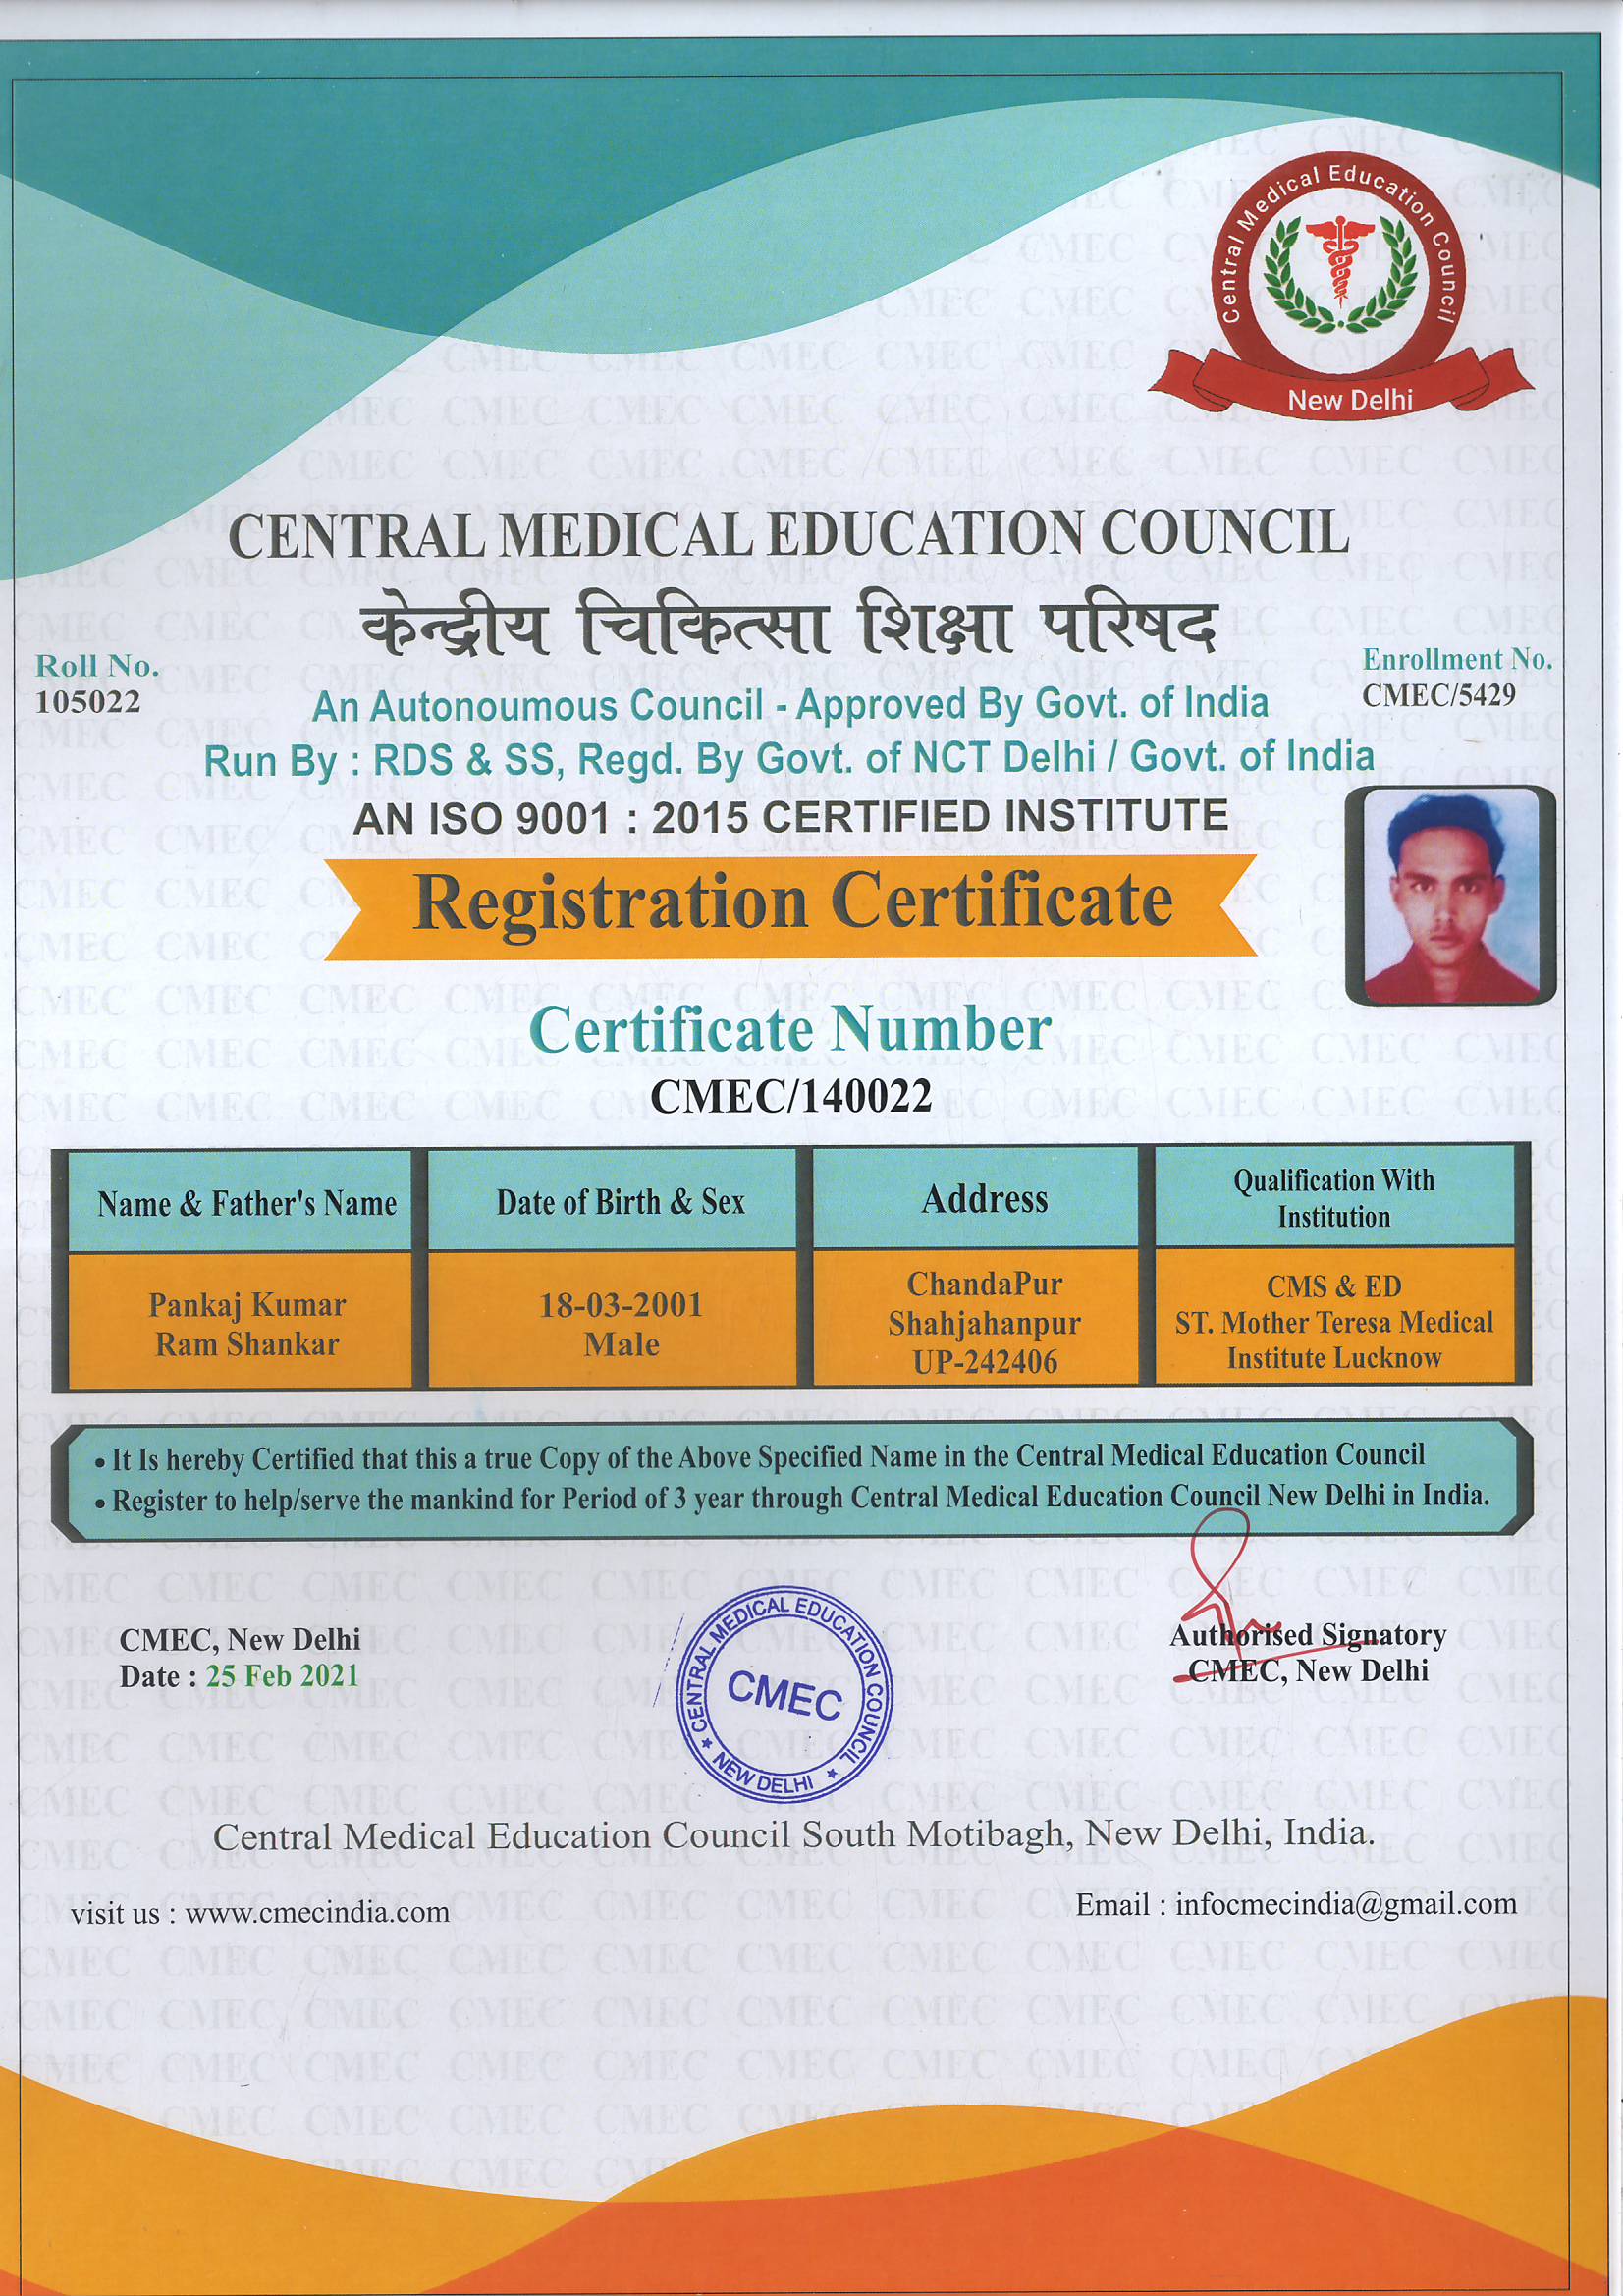 Central Medical Education Council
New Delhi
CENTRAL MEDICAL EDUCATION COUNCIL
केन्द्रीय चिकित्सा शिक्षा परिषद
Roll No.
105022
Enrollment No.
CMEC/5429
An Autonoumous Council - Approved By Govt. of India
Run By : RDS & SS, Regd. By Govt. of NCT Delhi / Govt. of India
AN ISO 9001 : 2015 CERTIFIED INSTITUTE
Registration Certificate
Certificate Number
CMEC/140022
Name & Father's Name
Date of Birth & Sex
Address
Qualification With
Institution
Pankaj Kumar
Ram Shankar
18-03-2001
Male
ChandaPur
Shahjahanpur
UP-242406
CMS & ED
ST. Mother Teresa Medical
Institute Lucknow
• It Is hereby Certified that this a true Copy of the Above Specified Name in the Central Medical Education Council
• Register to help/serve the mankind for Period of 3 year through Central Medical Education Council New Delhi in India.
CMEC, New Delhi
Date : 25 Feb 2021
CENTRAL MEDICAL EDUCATION COUNCIL
CMEC
★ NEW DELHI ★
Authorised Signatory
CMEC, New Delhi
Central Medical Education Council South Motibagh, New Delhi, India.
visit us : www.cmecindia.com
Email : infocmecindia@gmail.com